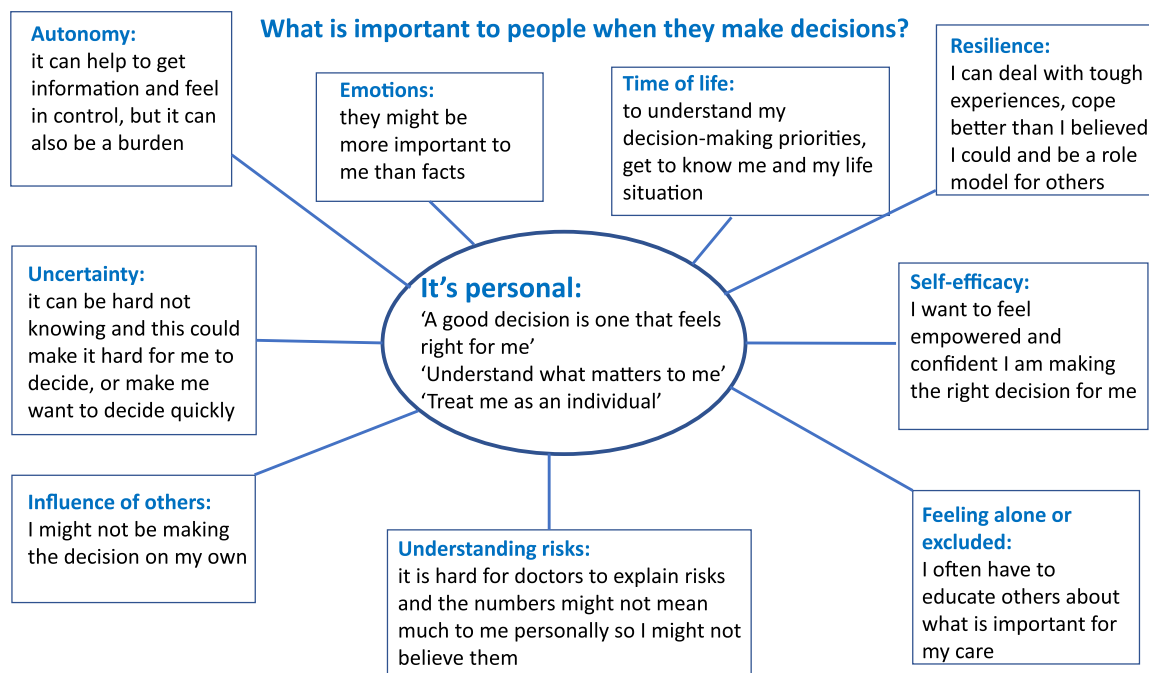 What is important to people when they make decisions?
Autonomy:
it can help to get
information and feel
in control, but it can
also be a burden
Emotions:
they might be
more important to
me than facts
Time of life:
to understand my
decision-making priorities,
get to know me and my life
situation
Resilience:
I can deal with tough
experiences, cope
better than I believed
I could and be a role
model for others
Uncertainty:
it can be hard not
knowing and this could
make it hard for me to
decide, or make me
want to decide quickly
It’s personal:
‘A good decision is one that feels
right for me’
‘Understand what matters to me’
‘Treat me as an individual’
Self-efficacy:
I want to feel
empowered and
confident I am making
the right decision for me
Influence of others:
I might not be making
the decision on my own
Understanding risks:
it is hard for doctors to explain risks
and the numbers might not mean
much to me personally so I might not
believe them
Feeling alone or
excluded:
I often have to
educate others about
what is important for
my care